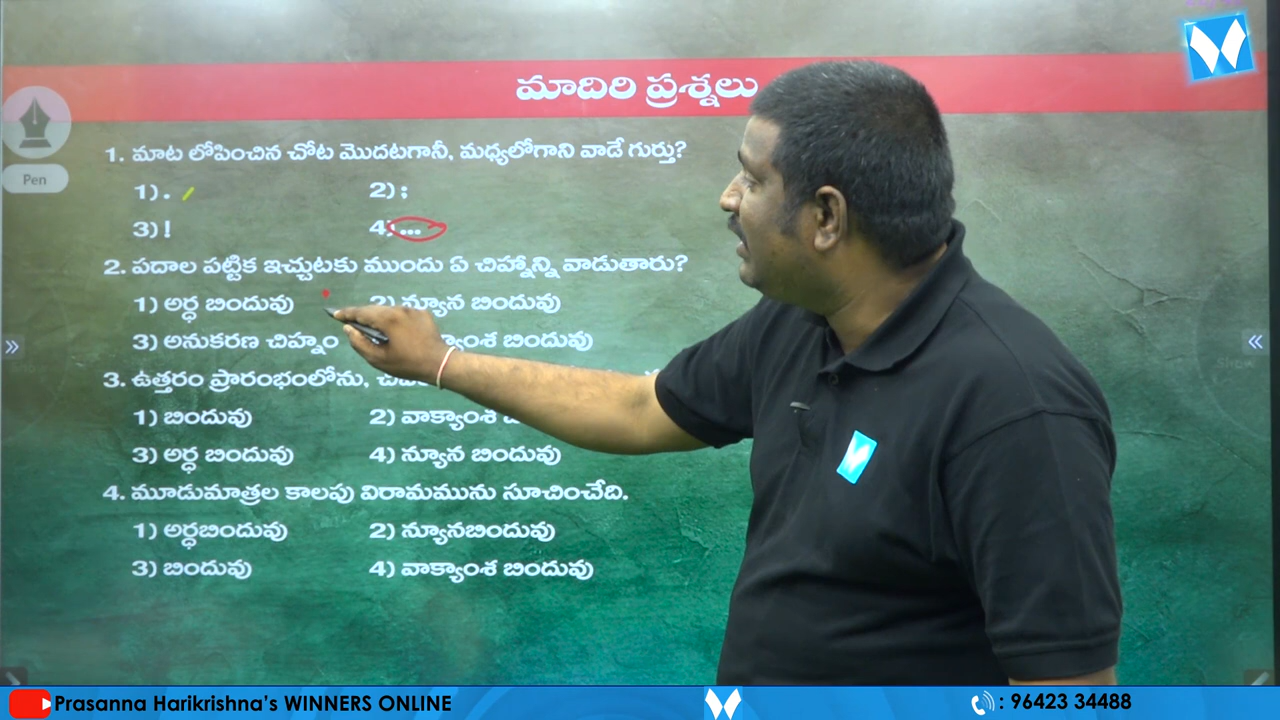 మాదిరి ప్రశ్నలు
Pen
1. మాట లోపించిన చోట మొదటగానీ, మధ్యలోగాని వాడే గుర్తు?
1) . 2) ;
3) ! 4) ...
2. పదాల పట్టిక ఇచ్చుటకు ముందు ఏ చిహ్నాన్ని వాడుతారు?
1) అర్ధ బిందువు 2) న్యూన బిందువు
3) అనుకరణ చిహ్నం బిందువు
3. ఉత్తరం ప్రారంభంలోను,
1) బిందువు 2) వాక్యాంశ
3) అర్ధ బిందువు 4) న్యూన బిందువు
4. మూడుమాత్రల కాలపు విరామమును సూచించేది.
1) అర్ధబిందువు 2) న్యూనబిందువు
3) బిందువు 4) వాక్యాంశ బిందువు
Prasanna Harikrishna's WINNERS ONLINE : 96423 34488